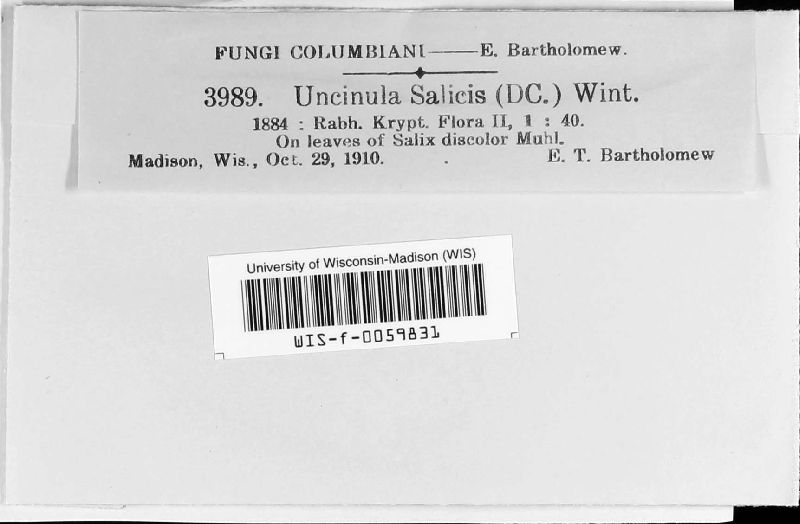 FUNGI COLUMBIANI——E. Bartholomew.
3989. Uncinula Salicis (DC.) Wint.
1884 : Rabh. Krypt. Flora II, 1 : 40.
On leaves of Salix discolor Muhl.
Madison, Wis., Oct. 29, 1910. E. T. Bartholomew
University of Wisconsin-Madison (WIS)
WIS-f-0059831